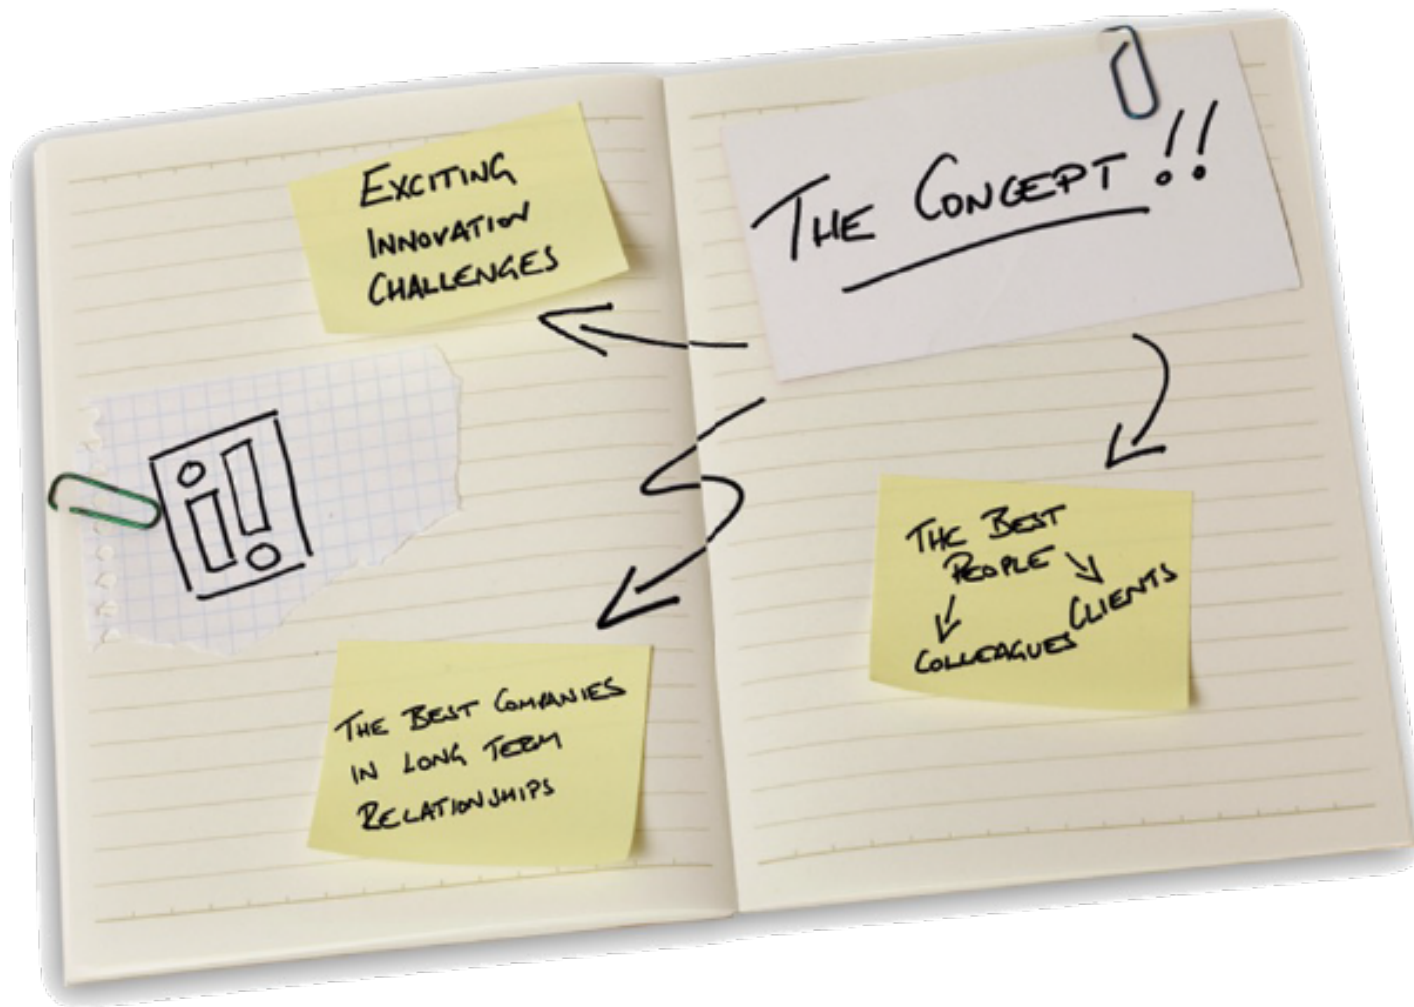 EXCITING
INNOVATION
CHALLENGES
THE CONCEPT!!
i!
THE BEST
PEOPLE
CLIENTS
COLLEAGUES
THE BEST COMPANIES
IN LONG TERM
RELATIONSHIPS